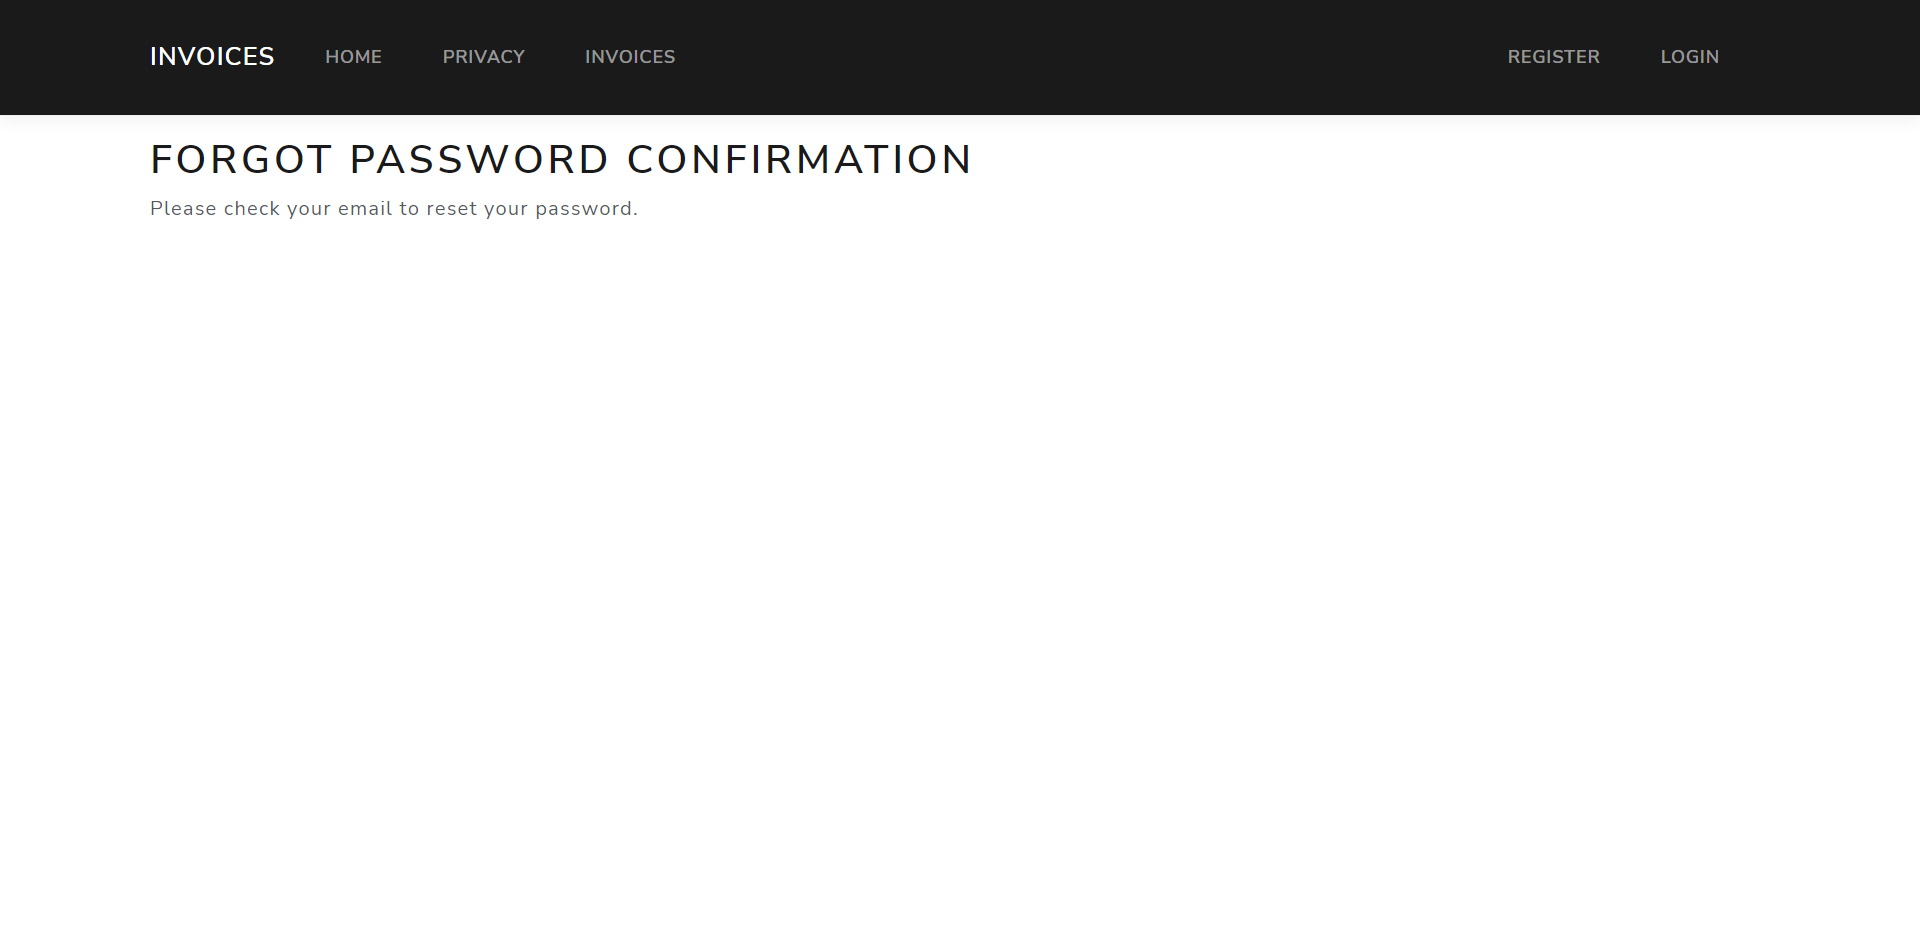 INVOICES HOME PRIVACY INVOICES REGISTER LOGIN
FORGOT PASSWORD CONFIRMATION
Please check your email to reset your password.